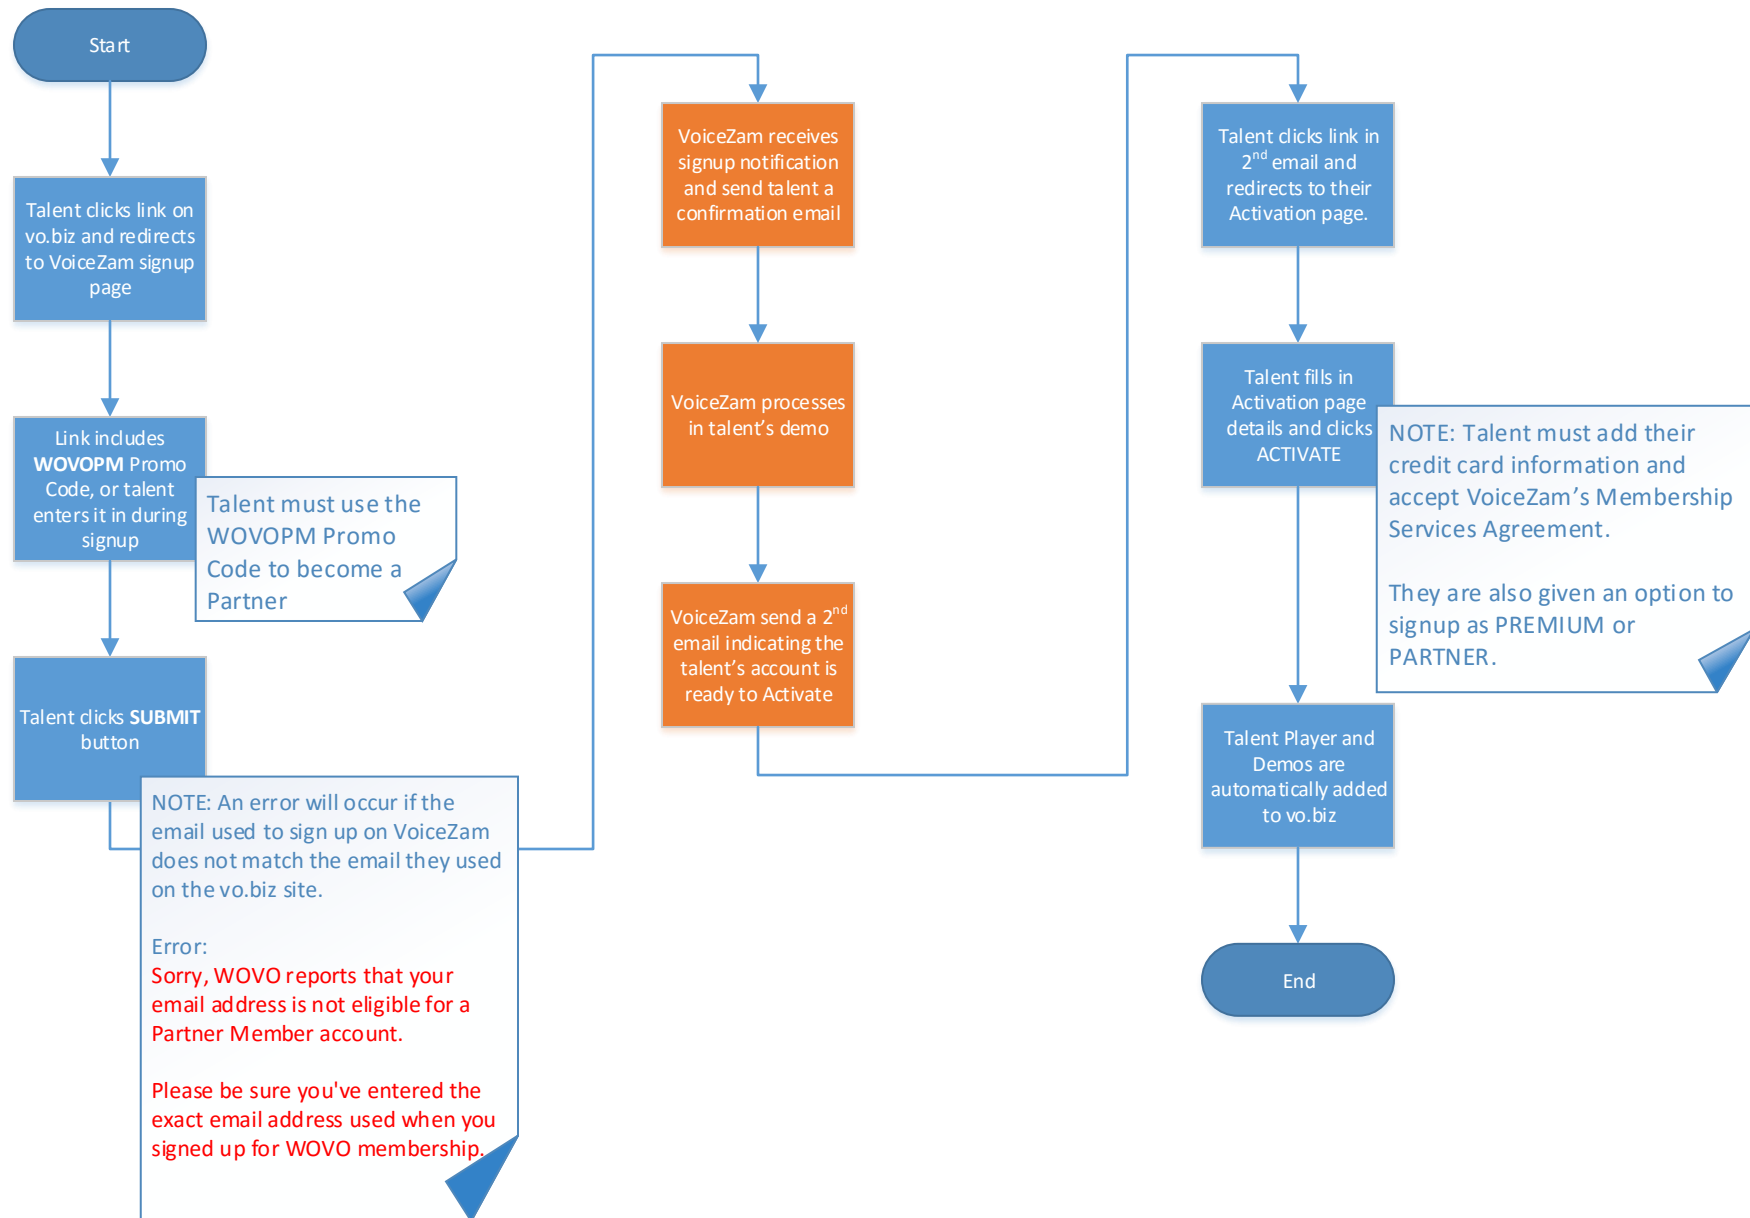 Start
Talent clicks link on
vo.biz and redirects
to VoiceZam signup
page
Link includes
WOVOPM Promo
Code, or talent
enters it in during
signup
Talent must use the
WOVOPM Promo
Code to become a
Partner
Talent clicks SUBMIT
button
NOTE: An error will occur if the
email used to sign up on VoiceZam
does not match the email they used
on the vo.biz site.
Error:
Sorry, WOVO reports that your
email address is not eligible for a
Partner Member account.
Please be sure you've entered the
exact email address used when you
signed up for WOVO membership.
VoiceZam receives
signup notification
and send talent a
confirmation email
VoiceZam processes
in talent’s demo
VoiceZam send a 2nd
email indicating the
talent’s account is
ready to Activate
Talent clicks link in
2nd email and
redirects to their
Activation page.
Talent fills in
Activation page
details and clicks
ACTIVATE
NOTE: Talent must add their
credit card information and
accept VoiceZam’s Membership
Services Agreement.
They are also given an option to
signup as PREMIUM or
PARTNER.
Talent Player and
Demos are
automatically added
to vo.biz
End